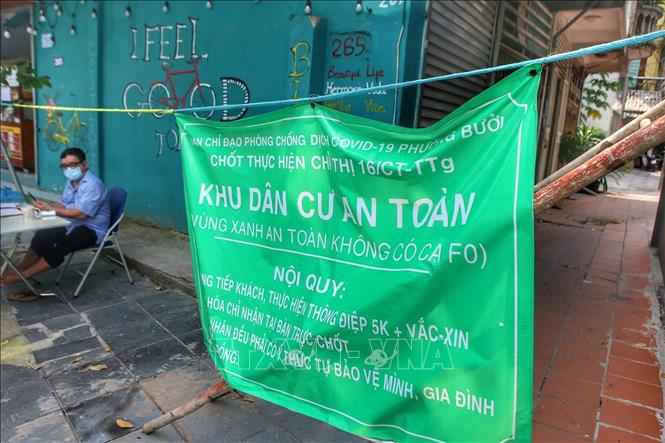 I FEEL
GOOD
265
Beautiful Life
AN CHỈ ĐẠO PHÒNG CHỐNG DỊCH COVID-19 PHƯỜNG BƯỞI
CHỐT THỰC HIỆN CHỈ THỊ 16/CT-TTg
KHU DÂN CƯ AN TOÀN
(VÙNG XANH AN TOÀN KHÔNG CÓ CA F0)
NỘI QUY:
NG TIẾP KHÁCH, THỰC HIỆN THÔNG ĐIỆP 5K + VẮC-XIN
HÓA CHỈ NHẬN TẠI BÀN TRỰC CHỐT
NHÂN ĐỀU PHẢI CÓ Ý THỨC TỰ BẢO VỆ MÌNH, GIA ĐÌNH
ĐỒNG
TTXVN